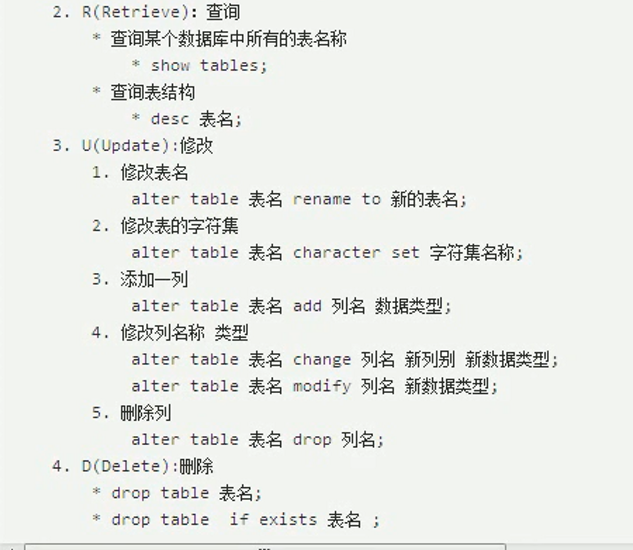 2. R(Retrieve): 查询
* 查询某个数据库中所有的表名称
* show tables;
* 查询表结构
* desc 表名;
3. U(Update):修改
1. 修改表名
alter table 表名 rename to 新的表名;
2. 修改表的字符集
alter table 表名 character set 字符集名称;
3. 添加一列
alter table 表名 add 列名 数据类型;
4. 修改列名称 类型
alter table 表名 change 列名 新列别 新数据类型;
alter table 表名 modify 列名 新数据类型;
5. 删除列
alter table 表名 drop 列名;
4. D(Delete):删除
* drop table 表名;
* drop table  if exists 表名 ;